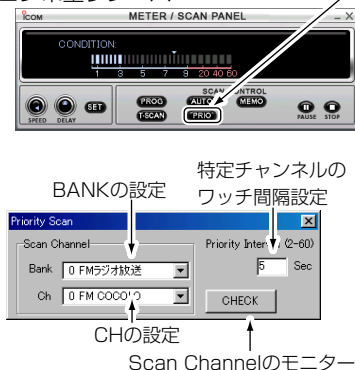 ICOM METER / SCAN PANEL
CONDITION:
1 3 5 7 9 20 40 60
SCAN CONTROL
SPEED DELAY SET PROG AUTO MEMO
T-SCAN PRIO PAUSE STOP
特定チャンネルの
ワッチ間隔設定
BANKの設定
Priority Scan
Scan Channel Priority Interval (2-60)
Bank 0 FMラジオ放送 5 Sec
Ch 0 FM COCOLO CHECK
CHの設定
Scan Channelのモニター